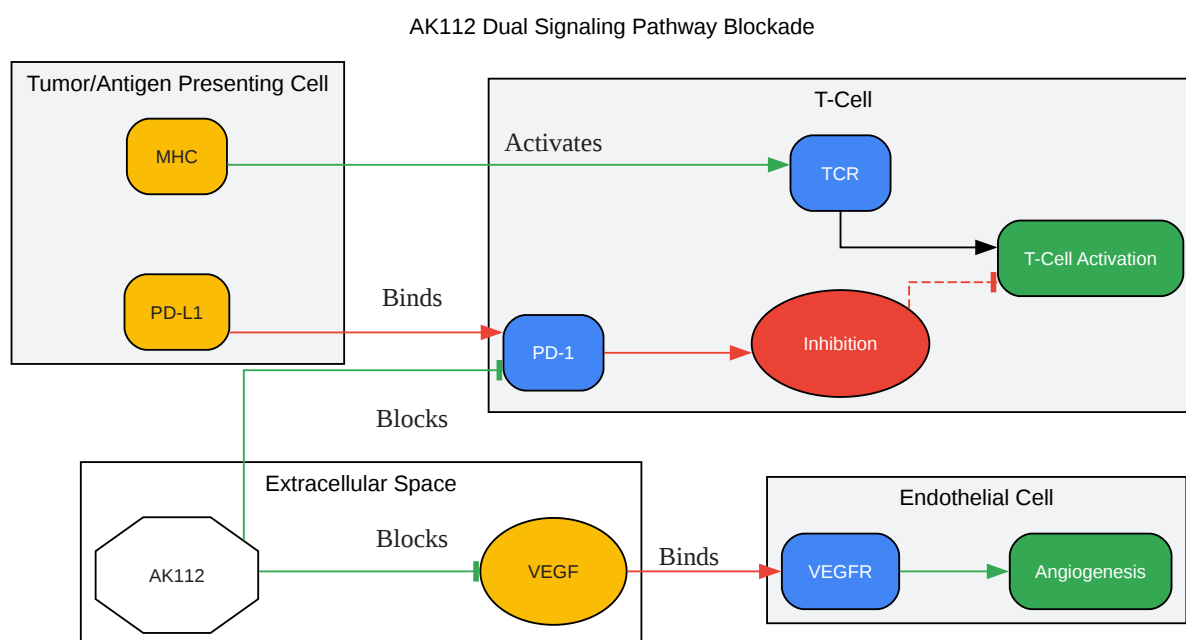 AK112 Dual Signaling Pathway Blockade
Tumor/Antigen Presenting Cell
T-Cell
MHC
Activates
TCR
T-Cell Activation
PD-L1
Binds
PD-1
Inhibition
Blocks
Extracellular Space
Endothelial Cell
AK112
Blocks
VEGF
Binds
VEGFR
Angiogenesis